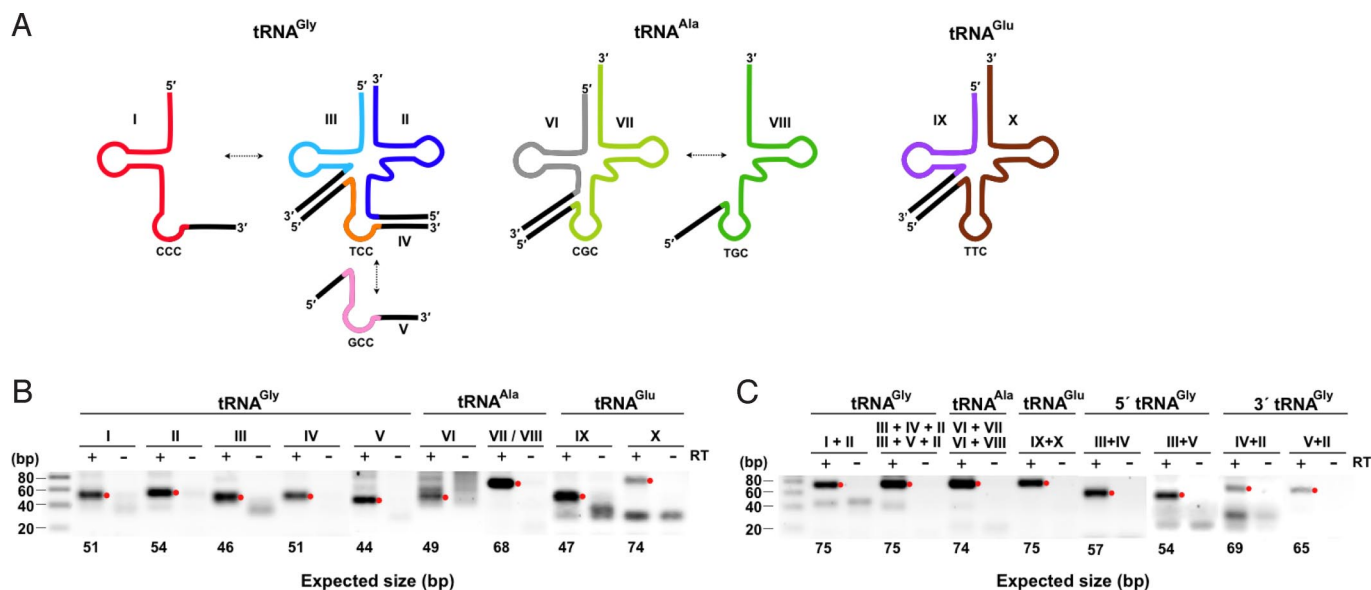 A
tRNAGly
tRNAAla
tRNAGlu
5′ 3′ 3′ 3′ 3′
5′ 5′
I III II VI VII VIII IX X
3′ 3′ 5′ 5′ 3′ 3′ 5′ 5′ 3′ 5′
CCC TCC IV CGC TGC TTC
5′ V 3′
GCC
B
tRNAGly tRNAAla tRNAGlu
I II III IV V VI VII / VIII IX X
(bp) + − + − + − + − + − + − + − + − + − RT
80
60
40
20
51 54 46 51 44 49 68 47 74
Expected size (bp)
C
tRNAGly tRNAAla tRNAGlu 5´ tRNAGly 3´ tRNAGly
III + IV + II VI + VII
I + II III + V + II VI + VIII IX+X III+IV III+V IV+II V+II
(bp) + − + − + − + − + − + − + − + − RT
80
60
40
20
75 75 74 75 57 54 69 65
Expected size (bp)